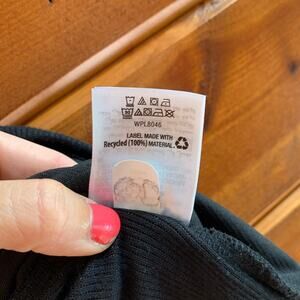 WPL8046
LABEL MADE WITH
Recycled (100%) MATERIAL.